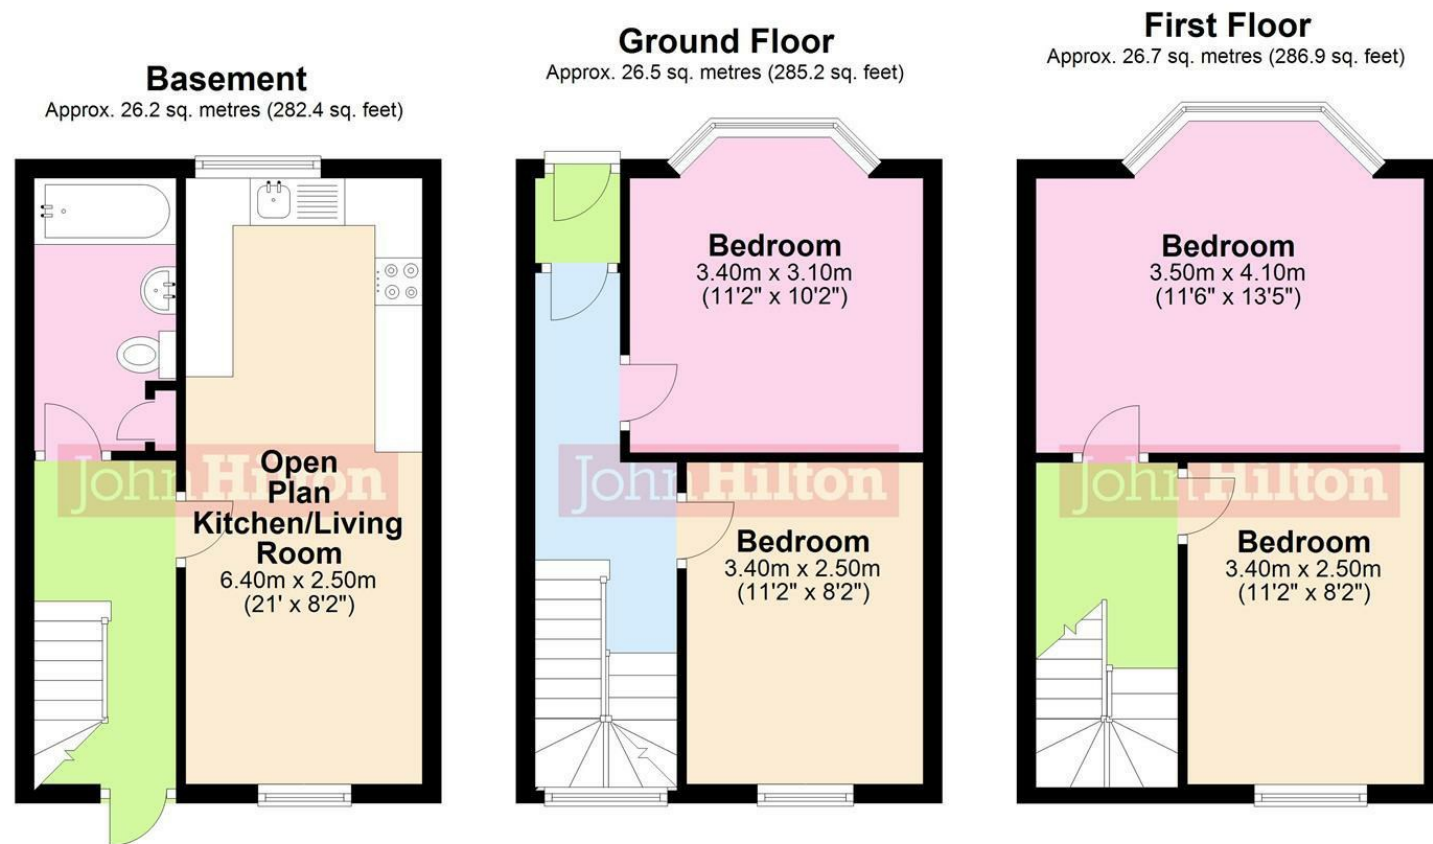 Basement
Approx. 26.2 sq. metres (282.4 sq. feet)
Open
Plan
Kitchen/Living
Room
6.40m x 2.50m
(21' x 8'2")
John Hilton
Ground Floor
Approx. 26.5 sq. metres (285.2 sq. feet)
Bedroom
3.40m x 3.10m
(11'2" x 10'2")
John Hilton
Bedroom
3.40m x 2.50m
(11'2" x 8'2")
First Floor
Approx. 26.7 sq. metres (286.9 sq. feet)
Bedroom
3.50m x 4.10m
(11'6" x 13'5")
John Hilton
Bedroom
3.40m x 2.50m
(11'2" x 8'2")